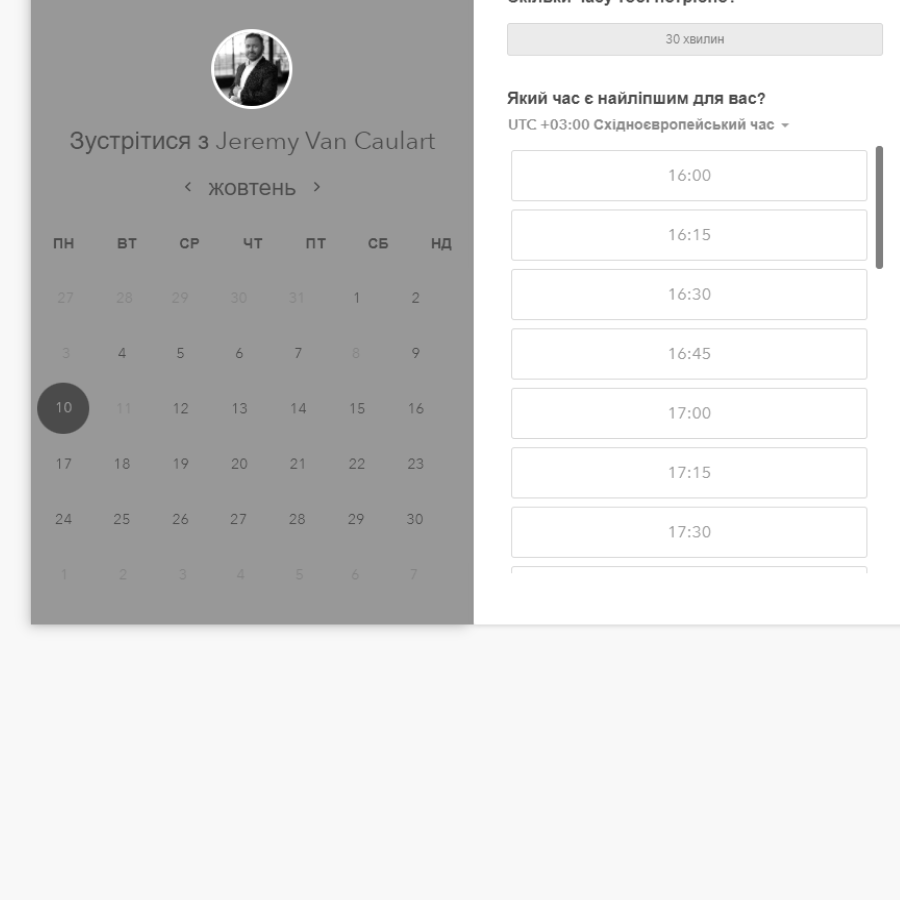 Зустрітися з Jeremy Van Caulart
жовтень
ПН ВТ СР ЧТ ПТ СБ НД
27 28 29 30 31 1 2
3 4 5 6 7 8 9
10 11 12 13 14 15 16
17 18 19 20 21 22 23
24 25 26 27 28 29 30
1 2 3 4 5 6 7
30 хвилин
Який час є найліпшим для вас?
UTC +03:00 Східноєвропейський час
16:00
16:15
16:30
16:45
17:00
17:15
17:30